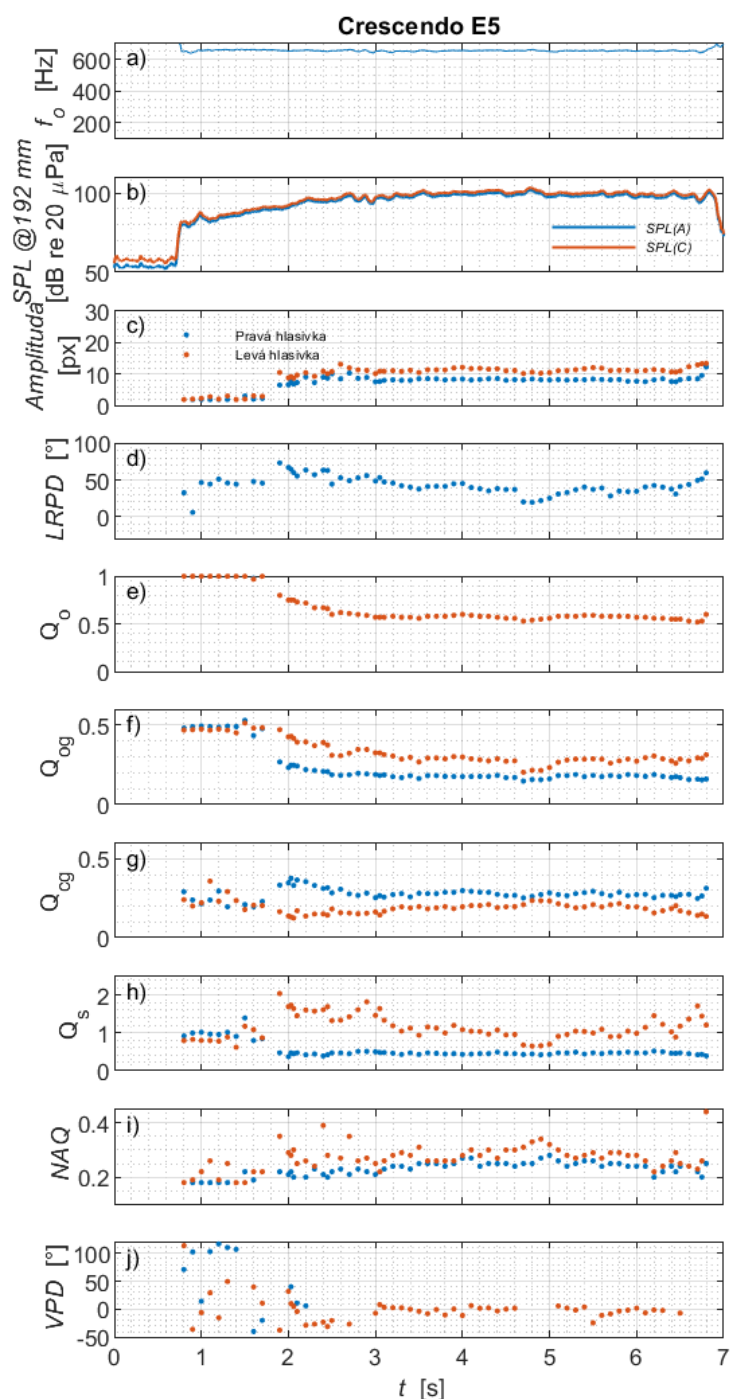 Crescendo E5
a)
600
400
200
f_o [Hz]
b)
100
50
SPL @192 mm
[dB re 20 μPa]
SPL(A)
SPL(C)
c)
30
20
10
0
Amplituda
[px]
Pravá hlasivka
Levá hlasivka
d)
100
50
0
LRPD [°]
e)
1
0.5
0
Q_o
f)
0.5
0
Q_og
g)
0.5
0
Q_cg
h)
2
1
0
Q_s
i)
0.4
0.2
NAQ
j)
100
50
0
-50
VPD [°]
0 1 2 3 4 5 6 7
t [s]